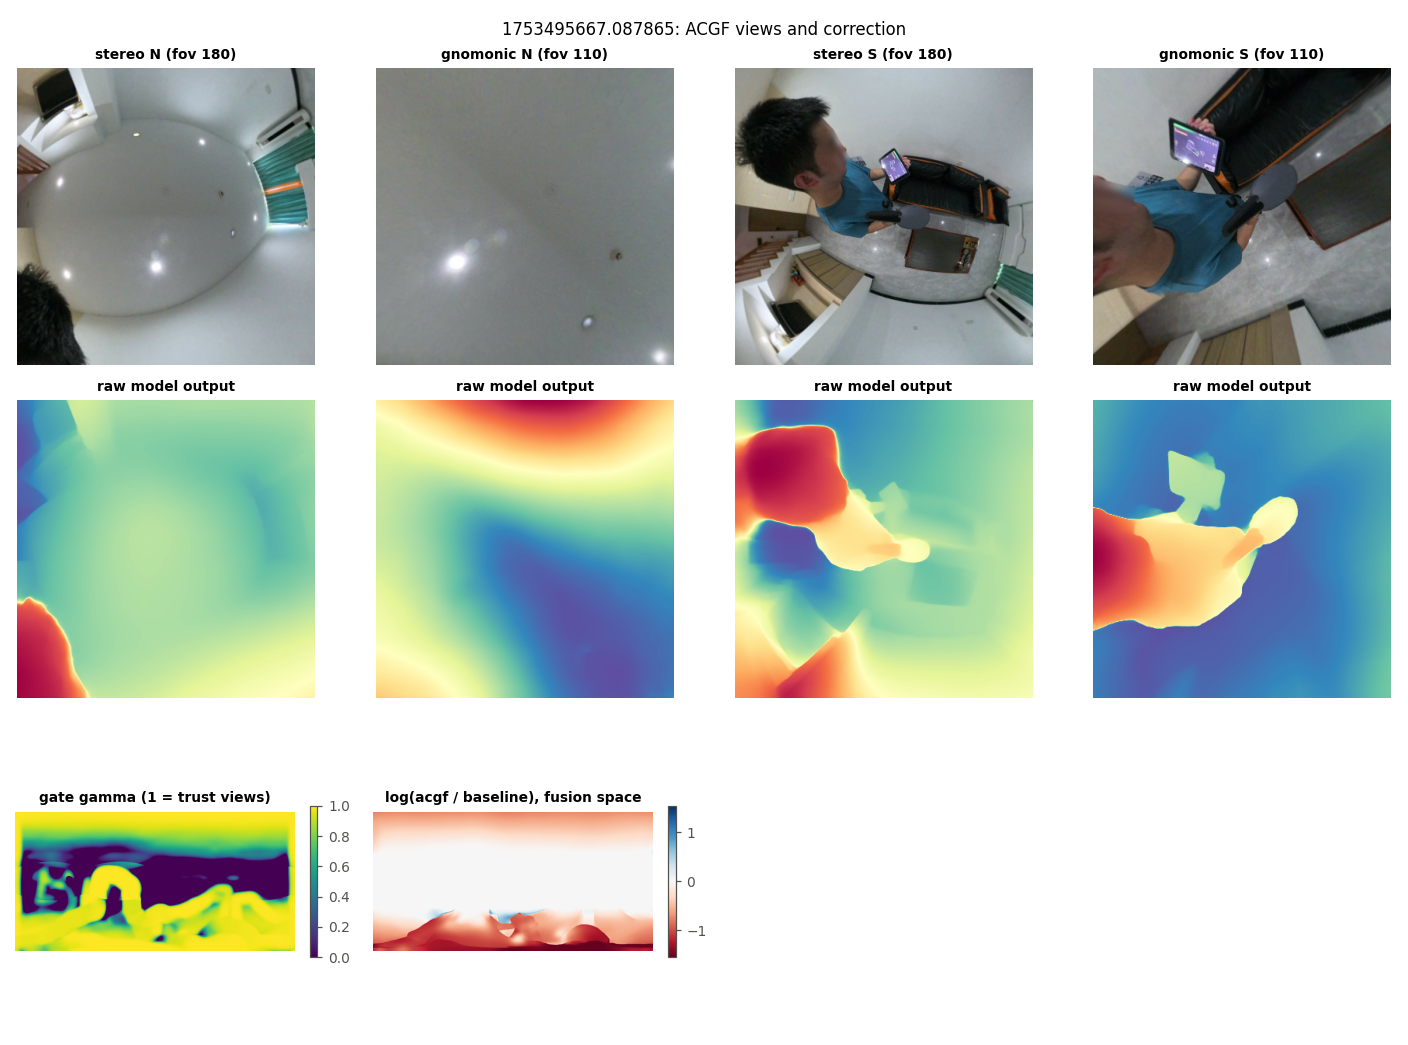 1753495667.087865: ACGF views and correction
stereo N (fov 180)
gnomonic N (fov 110)
stereo S (fov 180)
gnomonic S (fov 110)
raw model output
raw model output
raw model output
raw model output
gate gamma (1 = trust views)
log(acgf / baseline), fusion space
1.0
0.8
0.6
0.4
0.2
0.0
1
0
−1